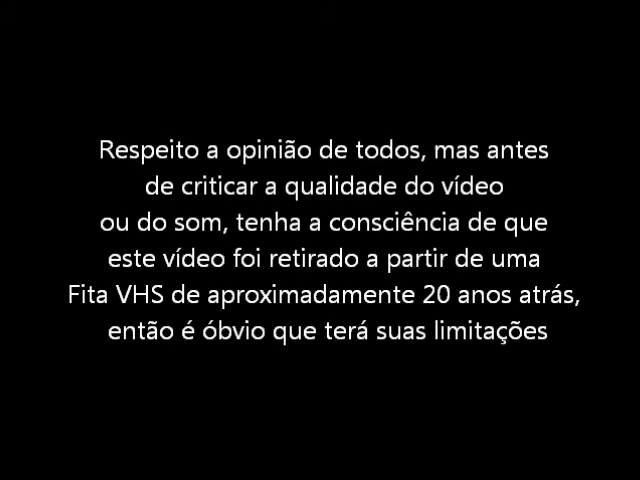 Respeito a opinião de todos, mas antes
de criticar a qualidade do vídeo
ou do som, tenha a consciência de que
este vídeo foi retirado a partir de uma
Fita VHS de aproximadamente 20 anos atrás,
então é óbvio que terá suas limitações